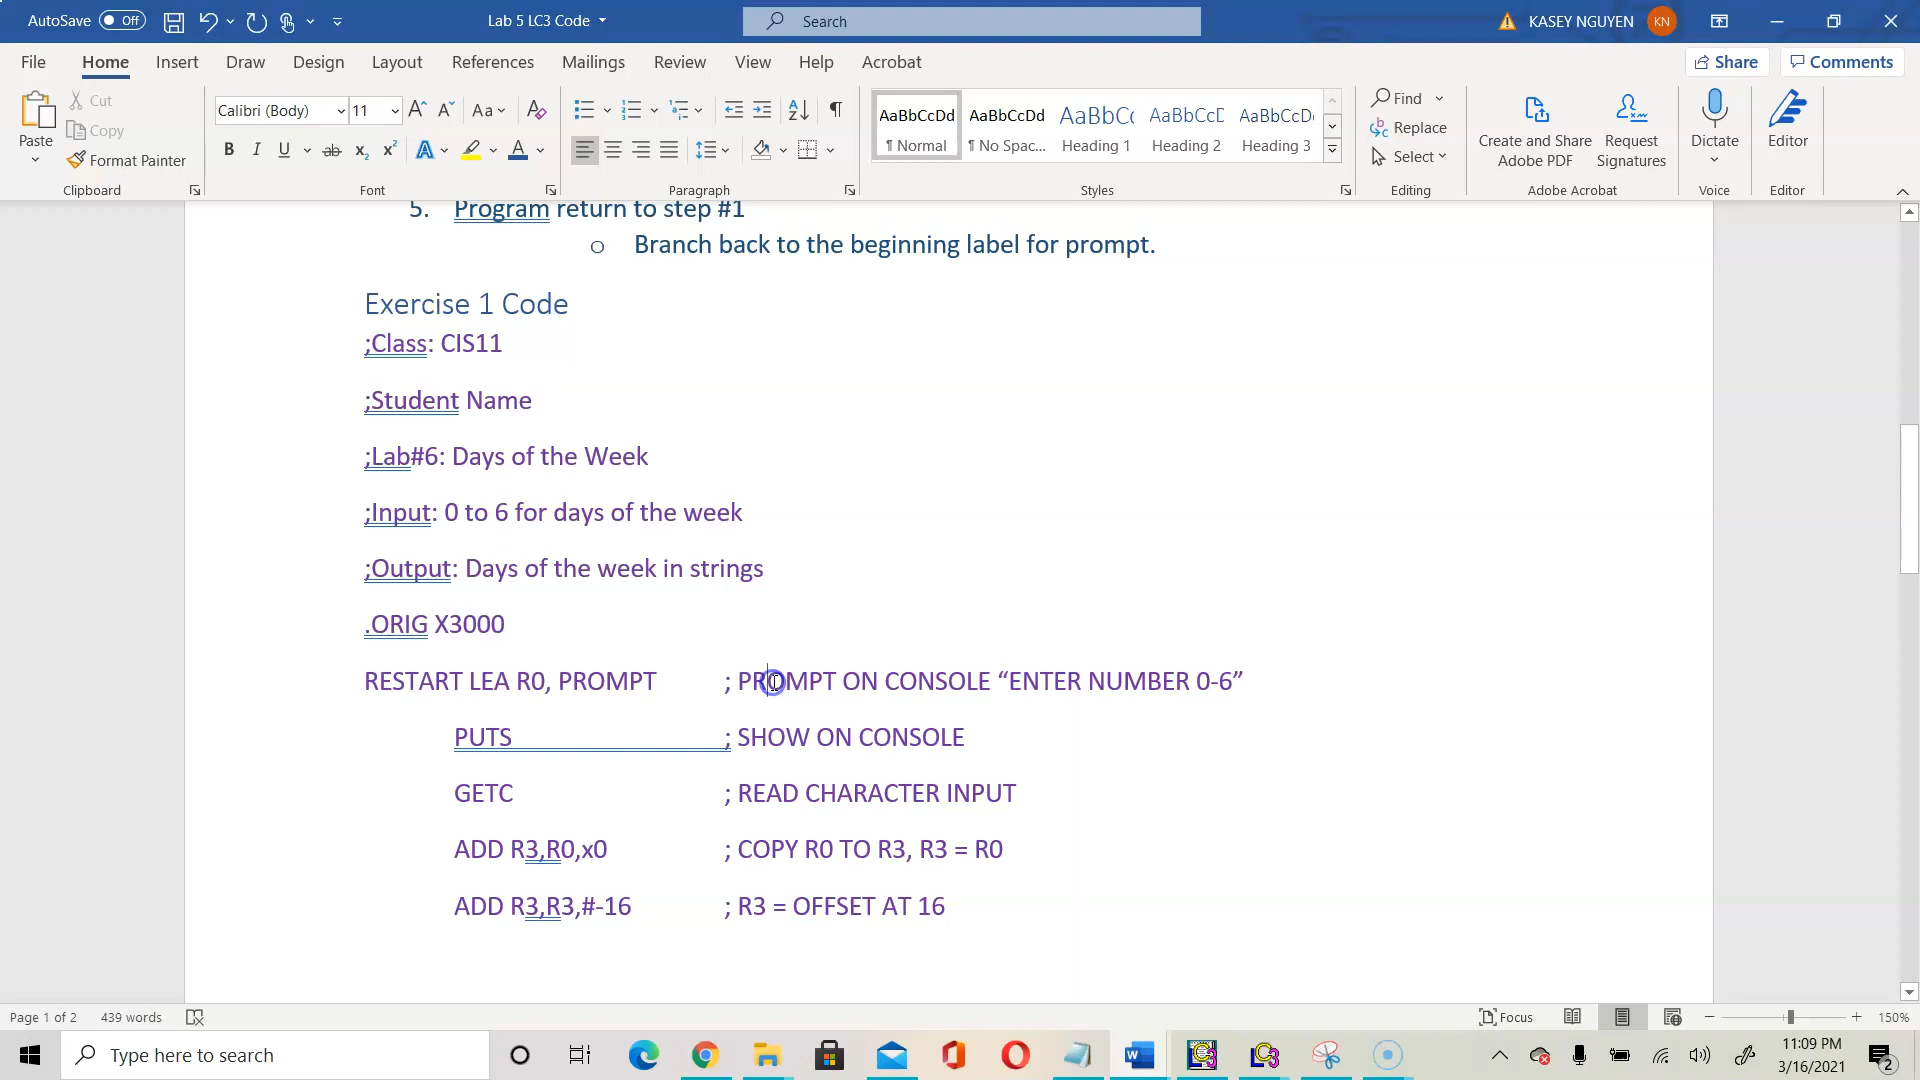 AutoSave Off Lab 5 LC3 Code Search KASEY NGUYEN KN
File Home Insert Draw Design Layout References Mailings Review View Help Acrobat Share Comments
Paste Cut Copy Format Painter
Clipboard
Calibri (Body) 11
Font
Paragraph
AaBbCcDd AaBbCcDd AaBbCc AaBbCcD AaBbCcD
¶ Normal ¶ No Spac... Heading 1 Heading 2 Heading 3
Styles
Find
Replace
Select
Editing
Create and Share Adobe PDF
Request Signatures
Adobe Acrobat
Dictate
Voice
Editor
Editor
5. Program return to step #1
o Branch back to the beginning label for prompt.
Exercise 1 Code
;Class: CIS11
;Student Name
;Lab#6: Days of the Week
;Input: 0 to 6 for days of the week
;Output: Days of the week in strings
.ORIG X3000
RESTART LEA R0, PROMPT ; PROMPT ON CONSOLE “ENTER NUMBER 0-6”
PUTS ; SHOW ON CONSOLE
GETC ; READ CHARACTER INPUT
ADD R3,R0,x0 ; COPY R0 TO R3, R3 = R0
ADD R3,R3,#-16 ; R3 = OFFSET AT 16
Page 1 of 2 439 words Focus 150%
Type here to search
11:09 PM
3/16/2021
2